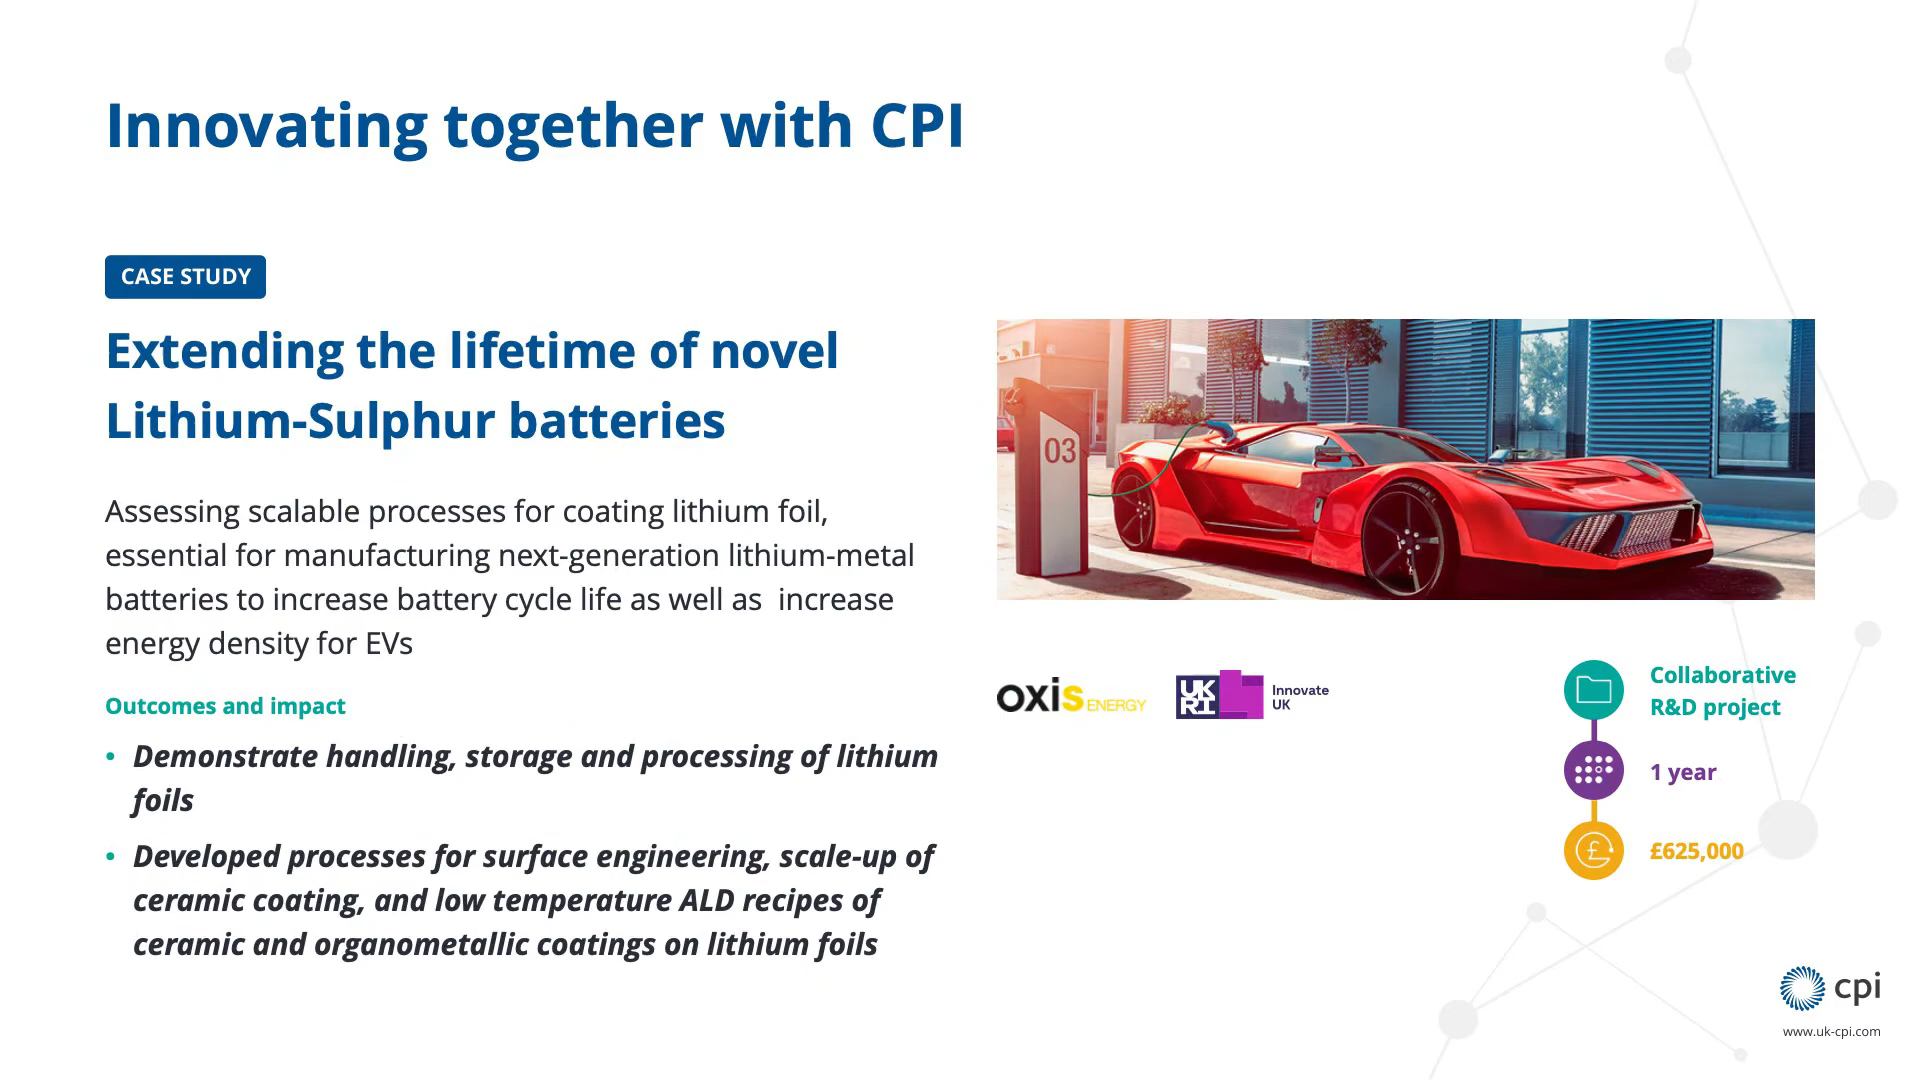 Innovating together with CPI
CASE STUDY
Extending the lifetime of novel
Lithium-Sulphur batteries
Assessing scalable processes for coating lithium foil,
essential for manufacturing next-generation lithium-metal
batteries to increase battery cycle life as well as  increase
energy density for EVs
Outcomes and impact
• Demonstrate handling, storage and processing of lithium
foils
• Developed processes for surface engineering, scale-up of
ceramic coating, and low temperature ALD recipes of
ceramic and organometallic coatings on lithium foils
03
oxis ENERGY
UK
RI
Innovate
UK
Collaborative
R&D project
1 year
£
£625,000
cpi
www.uk-cpi.com